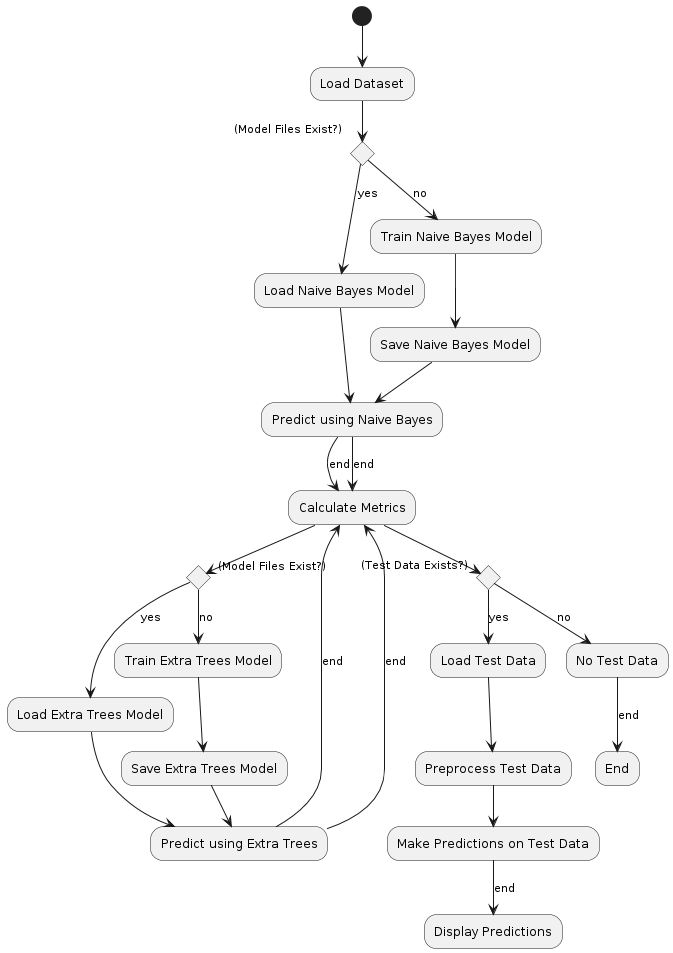 Load Dataset
(Model Files Exist?)
yes
no
Train Naive Bayes Model
Load Naive Bayes Model
Save Naive Bayes Model
Predict using Naive Bayes
end
end
Calculate Metrics
(Model Files Exist?)
(Test Data Exists?)
yes
no
yes
no
Train Extra Trees Model
end
end
Load Test Data
No Test Data
Load Extra Trees Model
end
Save Extra Trees Model
Preprocess Test Data
End
Predict using Extra Trees
Make Predictions on Test Data
end
Display Predictions